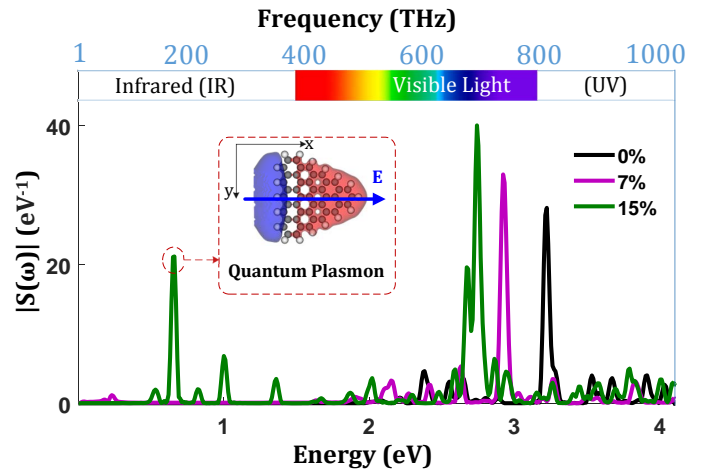 Frequency (THz)
1 200 400 600 800 1000
Infrared (IR) Visible Light (UV)
40
20
0
|S(ω)| (eV-1)
x
y
E
Quantum Plasmon
0%
7%
15%
1 2 3 4
Energy (eV)